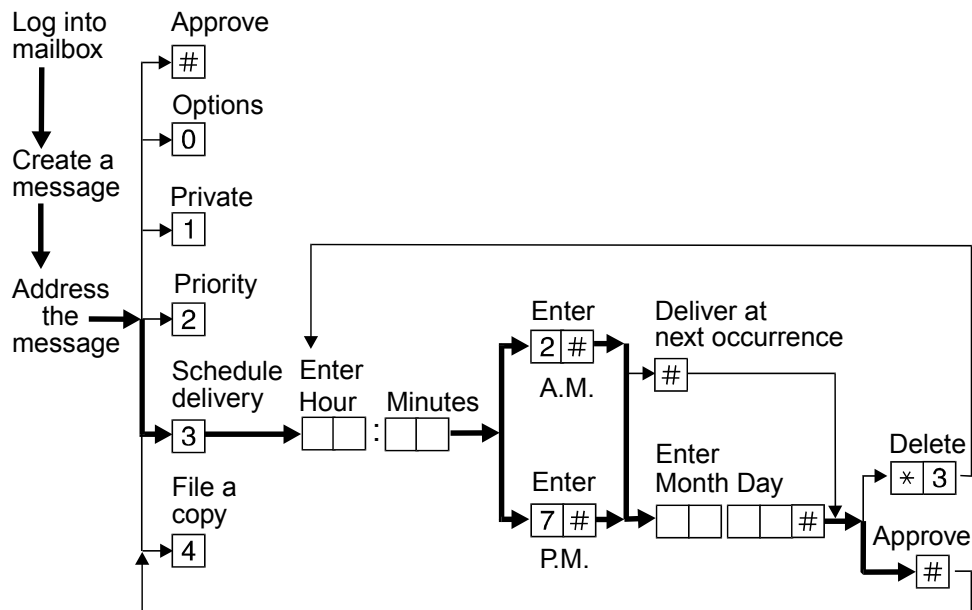 Log into
mailbox
Create a
message
Address
the
message
Approve
#
Options
0
Private
1
Priority
2
Schedule
delivery
3
File a
copy
4
Enter
Hour : Minutes
Enter
2 #
A.M.
Enter
7 #
P.M.
Deliver at
next occurrence
#
Enter
Month Day
#
Delete
* 3
Approve
#